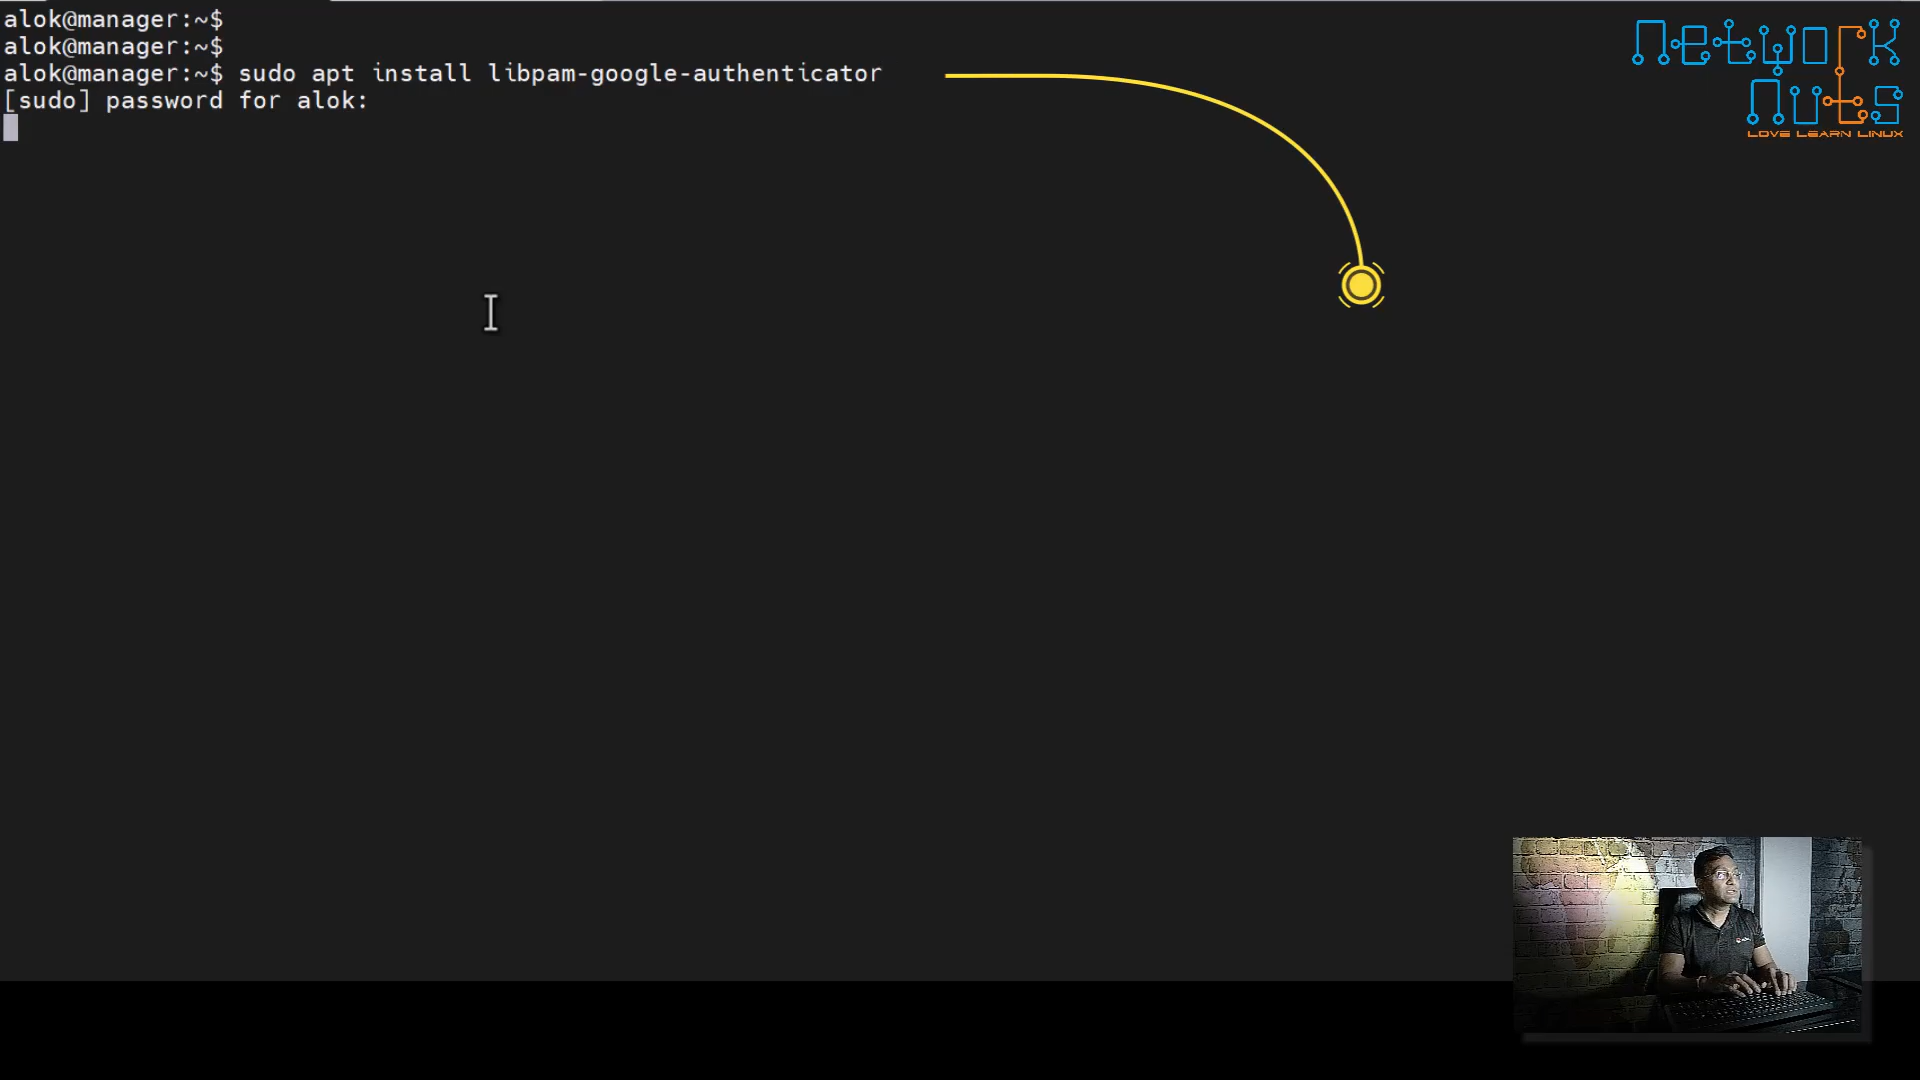 alok@manager:~$
alok@manager:~$
alok@manager:~$ sudo apt install libpam-google-authenticator
[sudo] password for alok:
network
nuts
LOVE LEARN LINUX